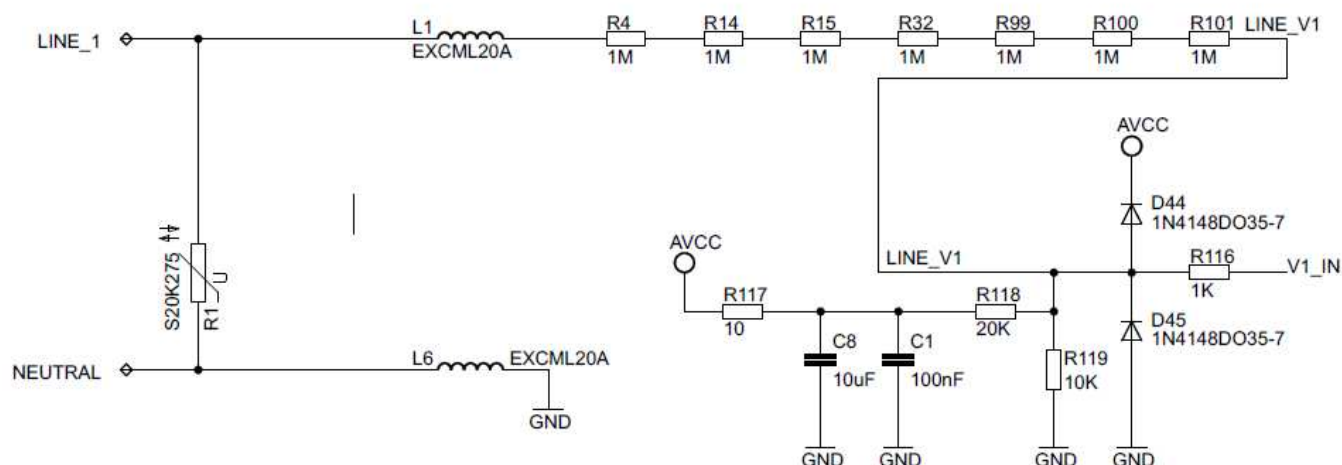 LINE_1
L1
EXCML20A
R4
1M
R14
1M
R15
1M
R32
1M
R99
1M
R100
1M
R101
1M
LINE_V1
AVCC
D44
1N4148DO35-7
S20K275
R1
U
AVCC
LINE_V1
R116
1K
V1_IN
R117
10
R118
20K
D45
1N4148DO35-7
NEUTRAL
L6
EXCML20A
C8
10uF
C1
100nF
R119
10K
GND
GND
GND
GND
GND